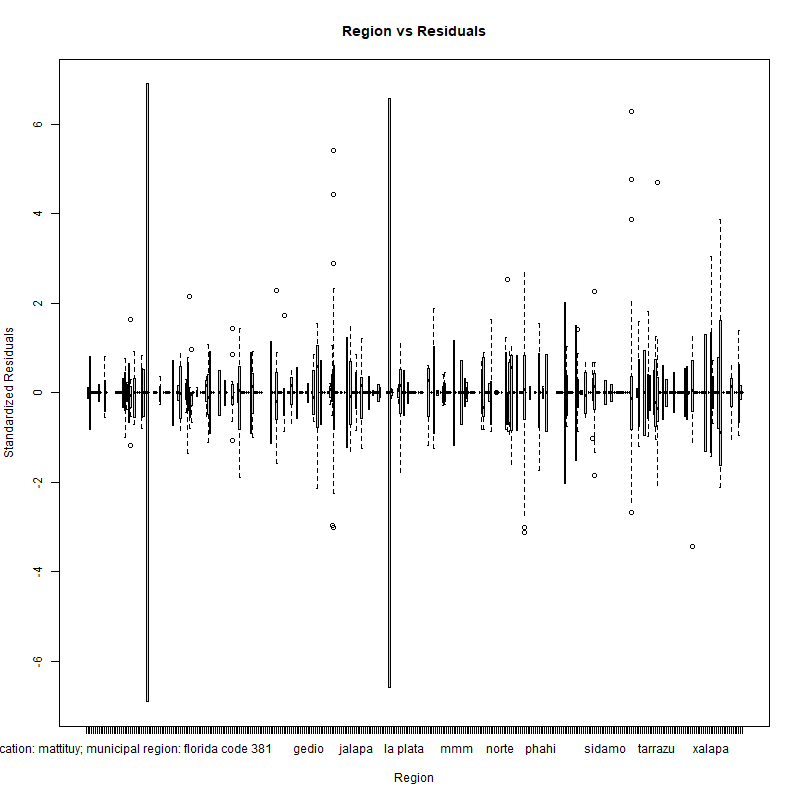 Region vs Residuals
Standardized Residuals
6
4
2
0
-2
-4
-6
cation: mattituy; municipal region: florida code 381 gedio jalapa la plata mmm norte phahi sidamo tarrazu xalapa
Region